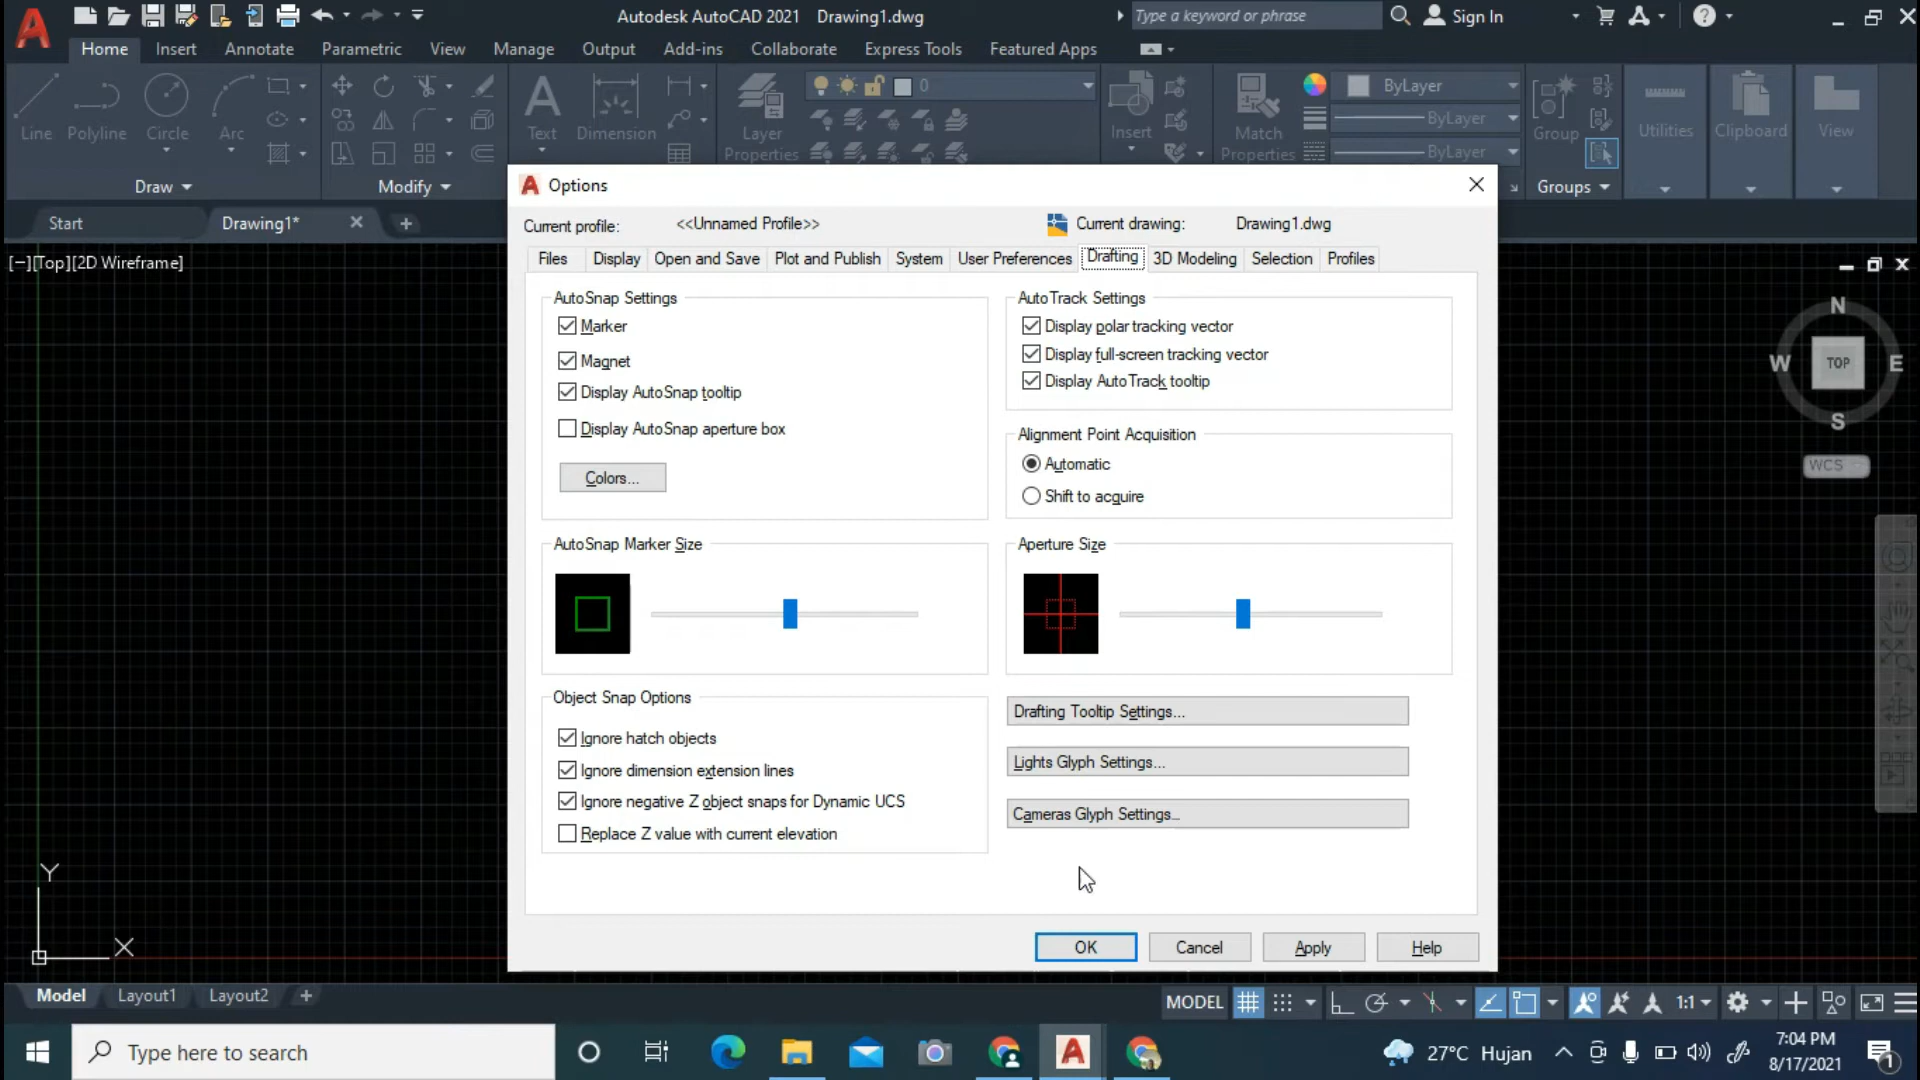 Autodesk AutoCAD 2021 Drawing1.dwg
Type a keyword or phrase
Sign In
Home Insert Annotate Parametric View Manage Output Add-ins Collaborate Express Tools Featured Apps
0
ByLayer
ByLayer
ByLayer
Line Polyline Circle Arc
Text Dimension
Layer
Properties
Insert
Match
Properties
Group
Utilities
Clipboard
View
Draw
Modify
Groups
Start
Drawing1*
[−][Top][2D Wireframe]
Options
Current profile: <<Unnamed Profile>>
Current drawing: Drawing1.dwg
Files Display Open and Save Plot and Publish System User Preferences Drafting 3D Modeling Selection Profiles
AutoSnap Settings
Marker
Magnet
Display AutoSnap tooltip
Display AutoSnap aperture box
Colors...
AutoTrack Settings
Display polar tracking vector
Display full-screen tracking vector
Display AutoTrack tooltip
Alignment Point Acquisition
Automatic
Shift to acquire
AutoSnap Marker Size
Aperture Size
Object Snap Options
Ignore hatch objects
Ignore dimension extension lines
Ignore negative Z object snaps for Dynamic UCS
Replace Z value with current elevation
Drafting Tooltip Settings...
Lights Glyph Settings...
Cameras Glyph Settings...
OK Cancel Apply Help
N
W TOP E
S
WCS
Y
X
Model Layout1 Layout2
MODEL
1:1
Type here to search
27°C Hujan
7:04 PM
8/17/2021
1